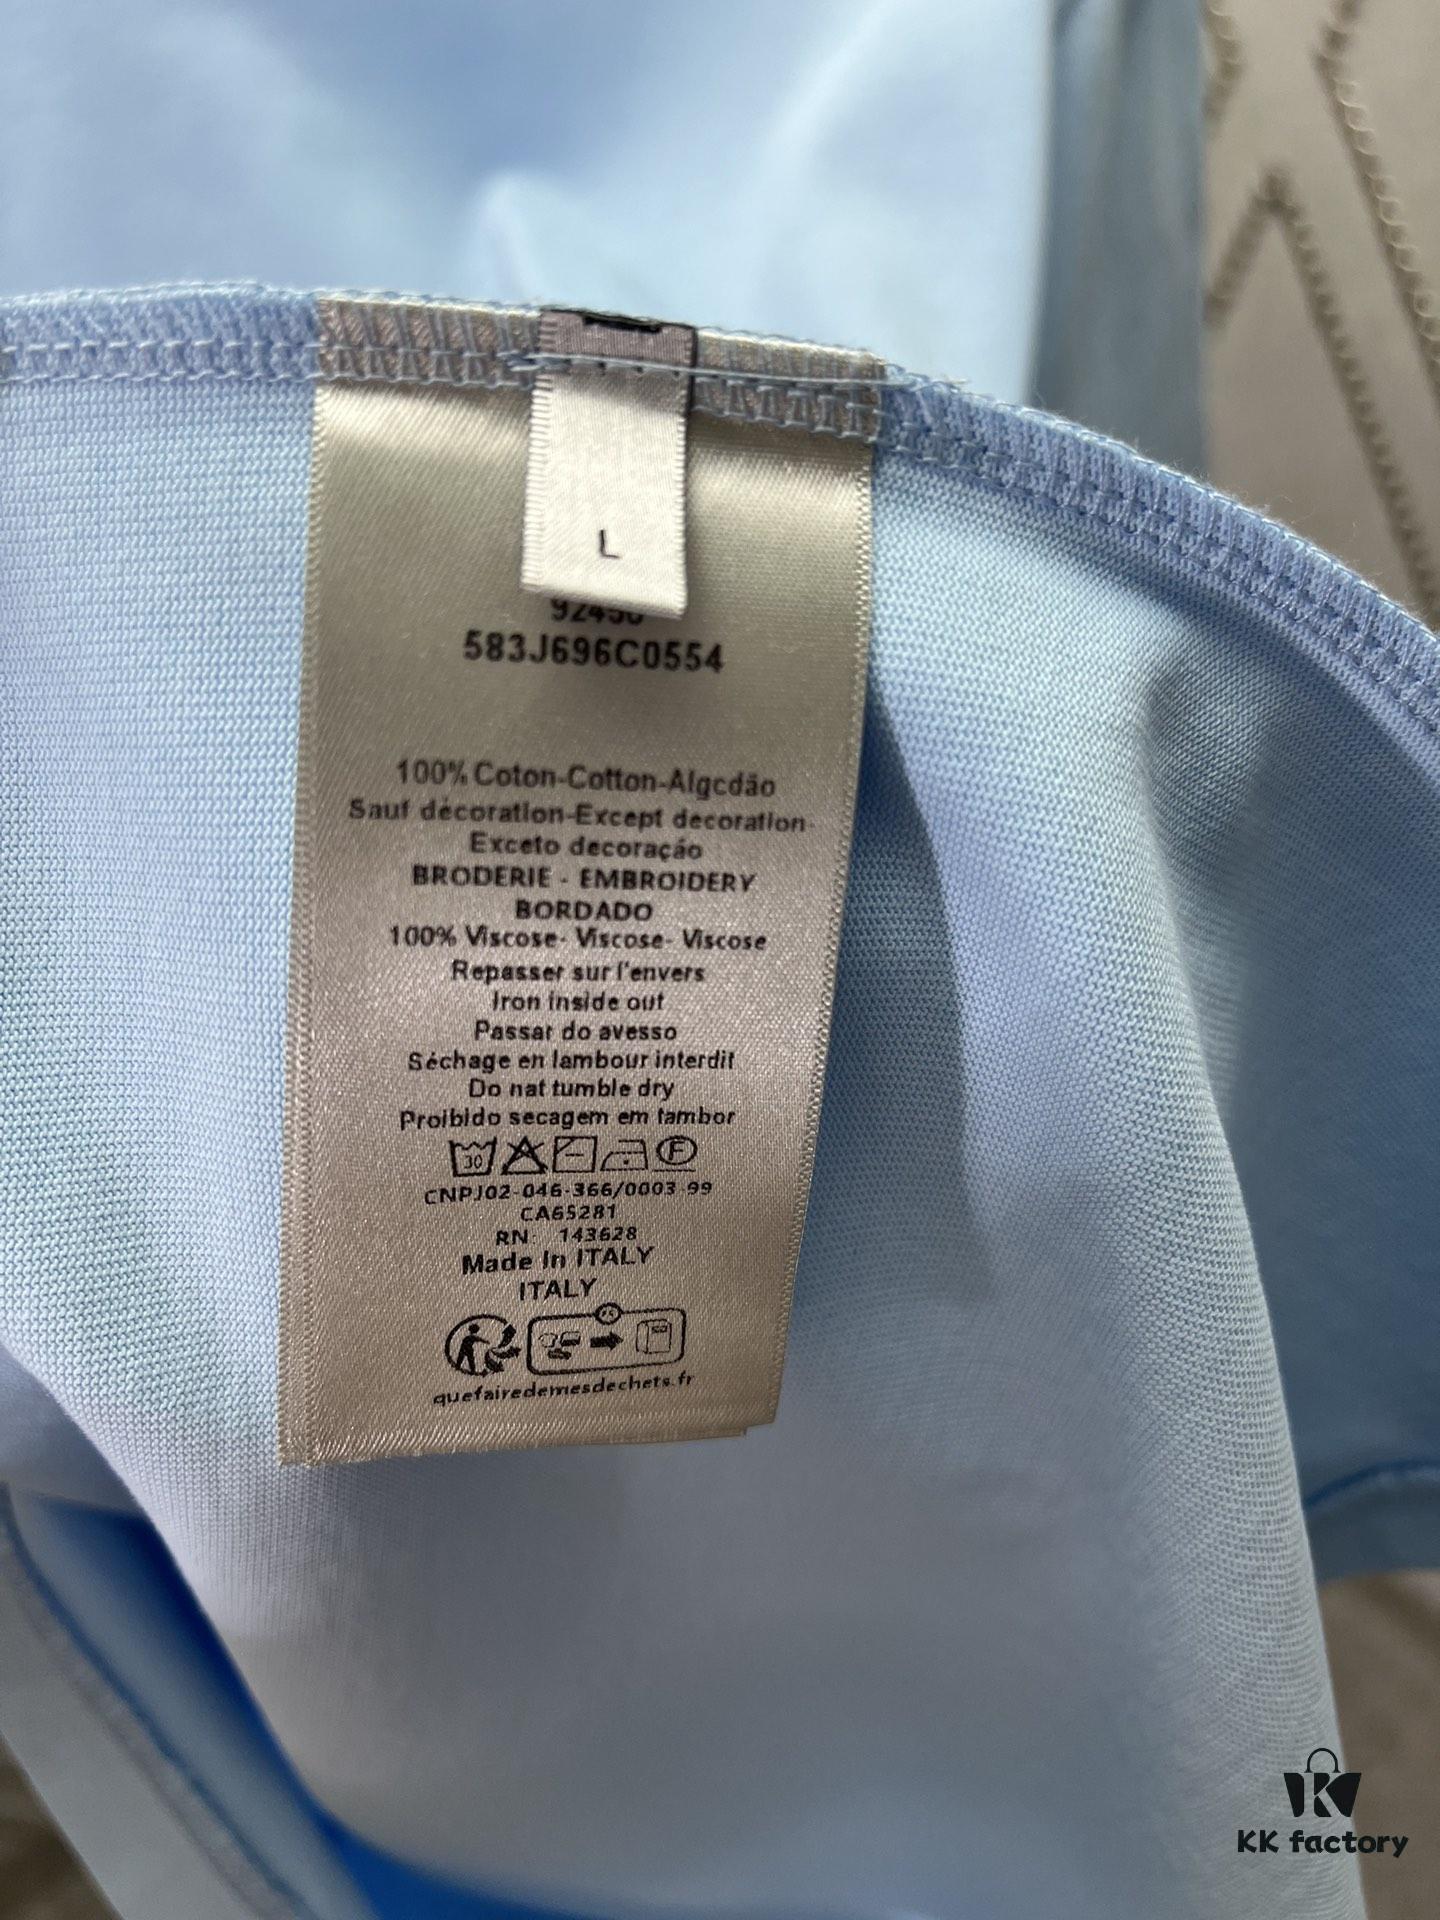 L
583J696C0554
100% Coton-Cotton-Algcdão
Sauf décoration-Except decoration-
Exceto decoração
BRODERIE - EMBROIDERY
BORDADO
100% Viscose- Viscose- Viscose
Repasser sur l'envers
Iron inside out
Passar do avesso
Séchage en lambour interdit
Do nat tumble dry
Proibido secagem em tambor
30
F
CNPJ02-046-366/0003-99
CA65281
RN: 143628
Made In ITALY
ITALY
quefairedemesdechets.fr
KK factory